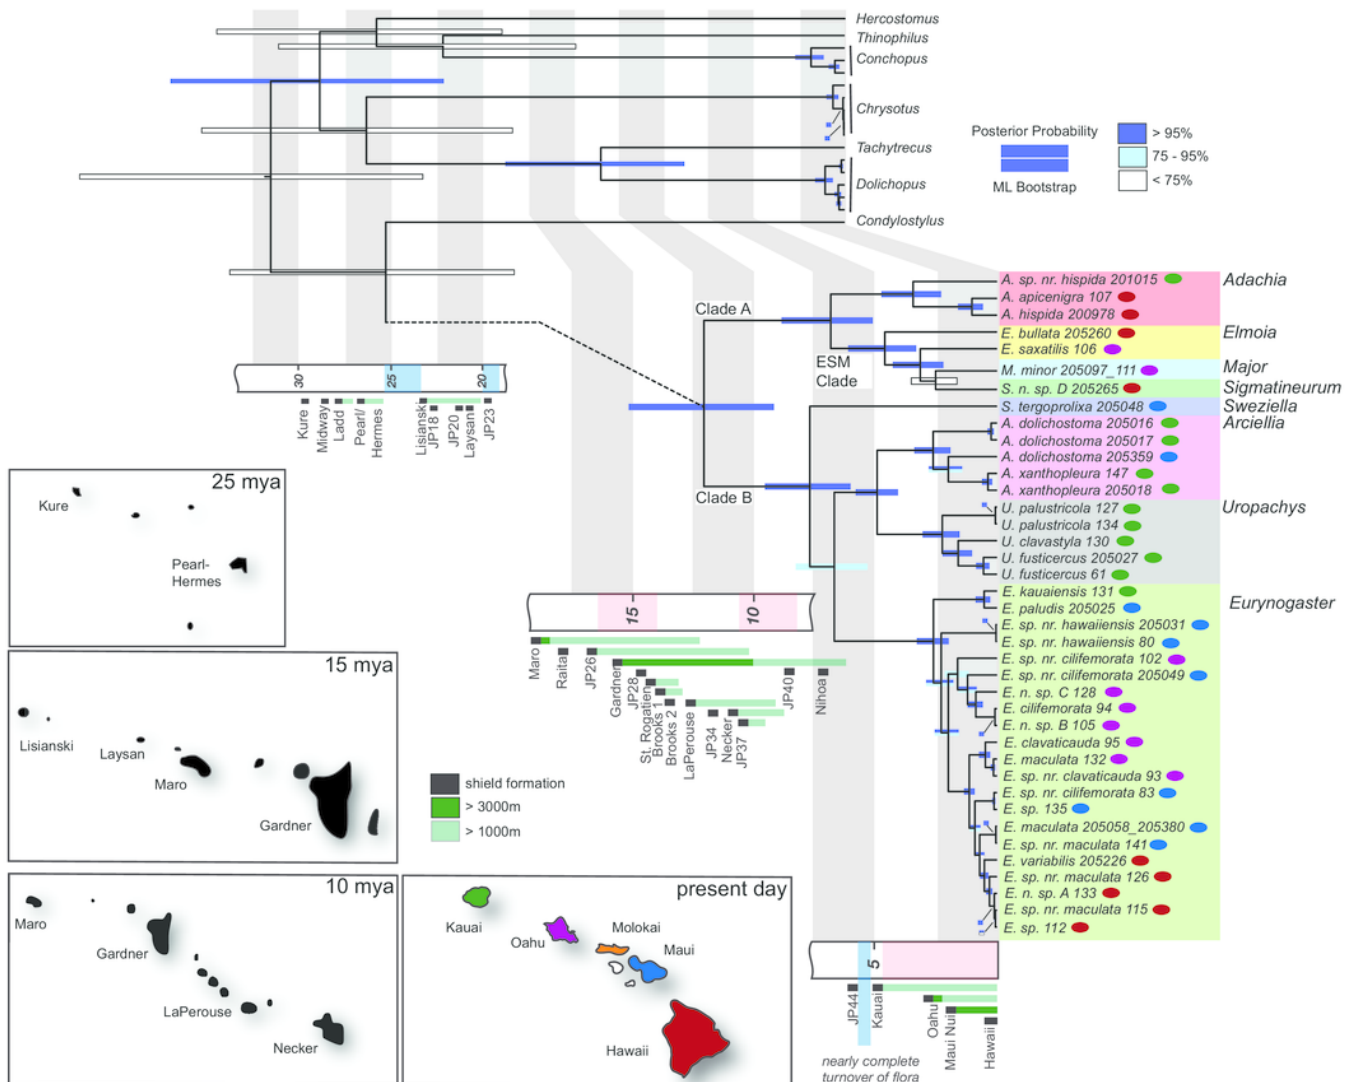 Hercostomus
Thinophilus
Conchopus
Chrysotus
Tachytrecus
Dolichopus
Condylostylus
Posterior Probability
ML Bootstrap
> 95%
75 - 95%
< 75%
Clade A
ESM
Clade
Clade B
A. sp. nr. hispida 201015
A. apicenigra 107
A. hispida 200978
E. bullata 205260
E. saxatilis 106
M. minor 205097_111
S. n. sp. D 205265
S. tergoprolixa 205048
A. dolichostoma 205016
A. dolichostoma 205017
A. dolichostoma 205359
A. xanthopleura 147
A. xanthopleura 205018
U. palustricola 127
U. palustricola 134
U. clavastyla 130
U. fusticercus 205027
U. fusticercus 61
E. kauaiensis 131
E. paludis 205025
E. sp. nr. hawaiiensis 205031
E. sp. nr. hawaiiensis 80
E. sp. nr. cilifemorata 102
E. sp. nr. cilifemorata 205049
E. n. sp. C 128
E. cilifemorata 94
E. n. sp. B 105
E. clavaticauda 95
E. maculata 132
E. sp. nr. clavaticauda 93
E. sp. nr. cilifemorata 83
E. sp. 135
E. maculata 205058_205380
E. sp. nr. maculata 141
E. variabilis 205226
E. sp. nr. maculata 126
E. n. sp. A 133
E. sp. nr. maculata 115
E. sp. 112
Adachia
Elmoia
Major
Sigmatineurum
Sweziella
Arciellia
Uropachys
Eurynogaster
30
25
20
Kure
Midway
Ladd
Pearl/
Hermes
Lisianski
JP18
JP20
Laysan
JP23
15
10
Maro
Raita
JP26
Gardner
JP28
St. Rogatien
Brooks 1
Brooks 2
LaPerouse
JP34
Necker
JP37
JP40
Nihoa
shield formation
> 3000m
> 1000m
5
JP44
Kauai
Oahu
Maui Nui
Hawaii
nearly complete
turnover of flora
25 mya
Kure
Pearl-
Hermes
15 mya
Lisianski
Laysan
Maro
Gardner
10 mya
Maro
Gardner
LaPerouse
Necker
present day
Kauai
Oahu
Molokai
Maui
Hawaii